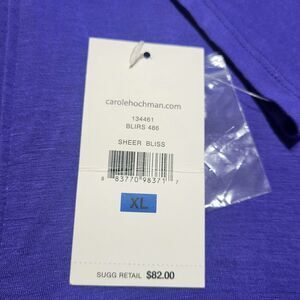 carolehochman.com
134461
BLIRS 486
SHEER BLISS
8 83770 98371 7
XL
SUGG RETAIL $82.00